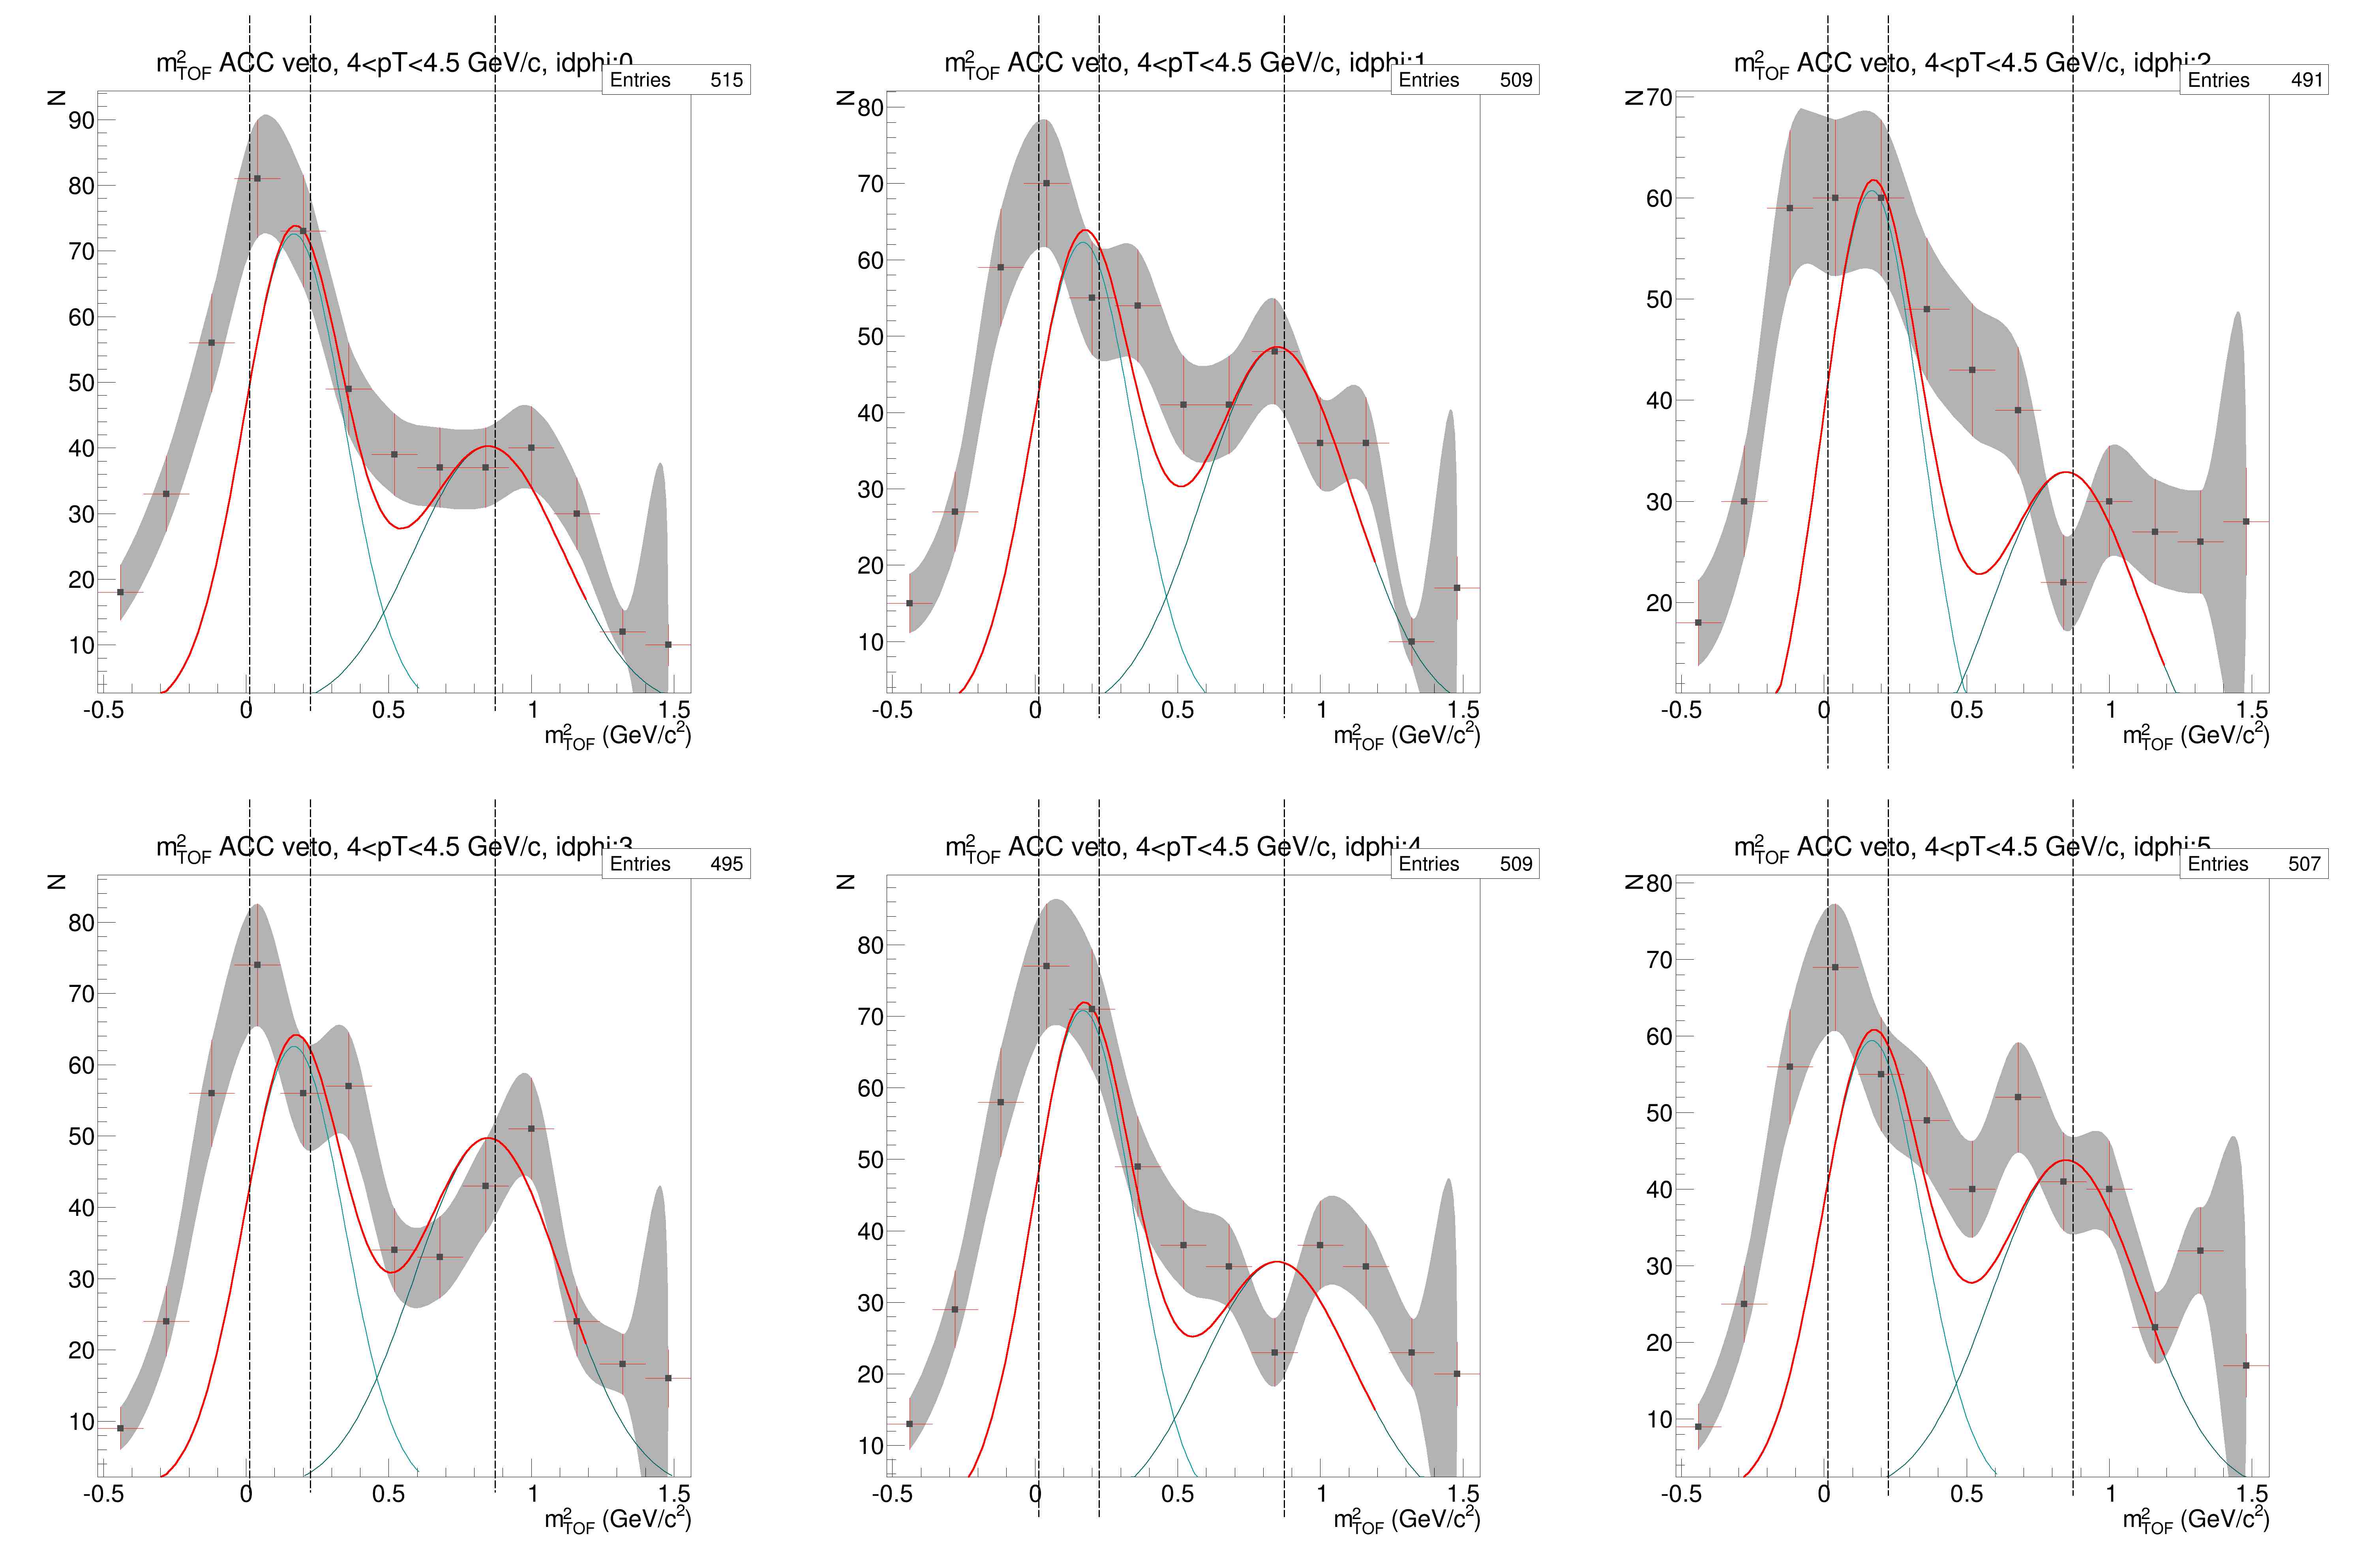 m²TOF ACC veto, 4<pT<4.5 GeV/c, idphi:0
Entries 515
N
90
80
70
60
50
40
30
20
10
-0.5 0 0.5 1 1.5
m²TOF (GeV/c²)
m²TOF ACC veto, 4<pT<4.5 GeV/c, idphi:1
Entries 509
N
80
70
60
50
40
30
20
10
-0.5 0 0.5 1 1.5
m²TOF (GeV/c²)
m²TOF ACC veto, 4<pT<4.5 GeV/c, idphi:2
Entries 491
N
70
60
50
40
30
20
-0.5 0 0.5 1 1.5
m²TOF (GeV/c²)
m²TOF ACC veto, 4<pT<4.5 GeV/c, idphi:3
Entries 495
N
80
70
60
50
40
30
20
10
-0.5 0 0.5 1 1.5
m²TOF (GeV/c²)
m²TOF ACC veto, 4<pT<4.5 GeV/c, idphi:4
Entries 509
N
80
70
60
50
40
30
20
10
-0.5 0 0.5 1 1.5
m²TOF (GeV/c²)
m²TOF ACC veto, 4<pT<4.5 GeV/c, idphi:5
Entries 507
N
80
70
60
50
40
30
20
10
-0.5 0 0.5 1 1.5
m²TOF (GeV/c²)